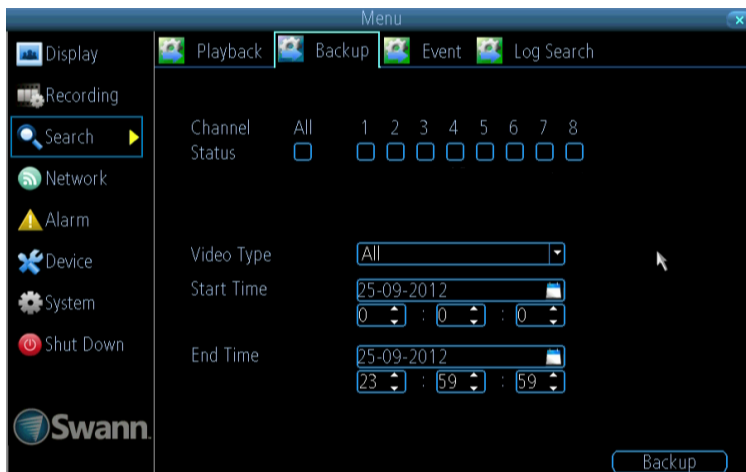 Menu
Display
Recording
Search
Network
Alarm
Device
System
Shut Down
Swann
Playback Backup Event Log Search
Channel All 1 2 3 4 5 6 7 8
Status
Video Type All
Start Time 25-09-2012
0 : 0 : 0
End Time 25-09-2012
23 : 59 : 59
Backup